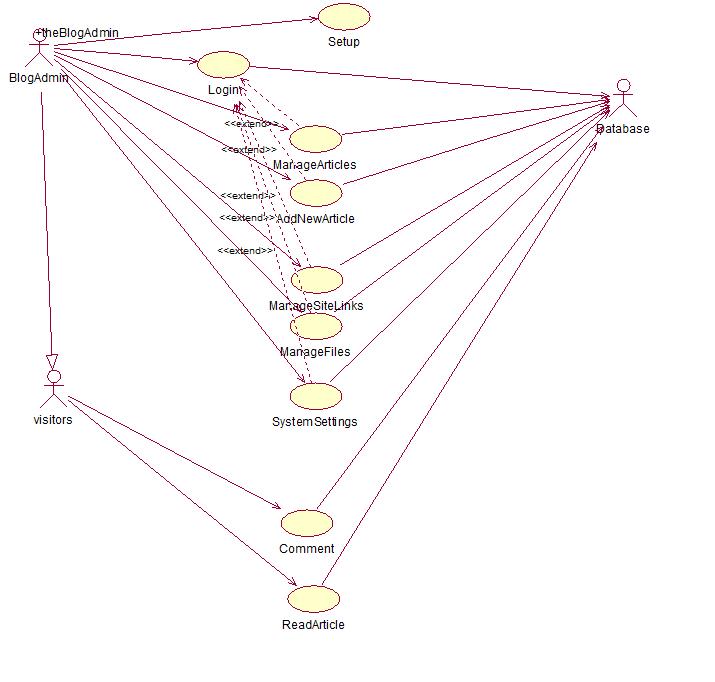 +theBlogAdmin
Setup
BlogAdmin
Login
<<extend>>
Database
ManageArticles
<<extend>>
<<extend>>
<<extend>>
AddNewArticle
<<extend>>
ManageSiteLinks
ManageFiles
visitors
SystemSettings
Comment
ReadArticle